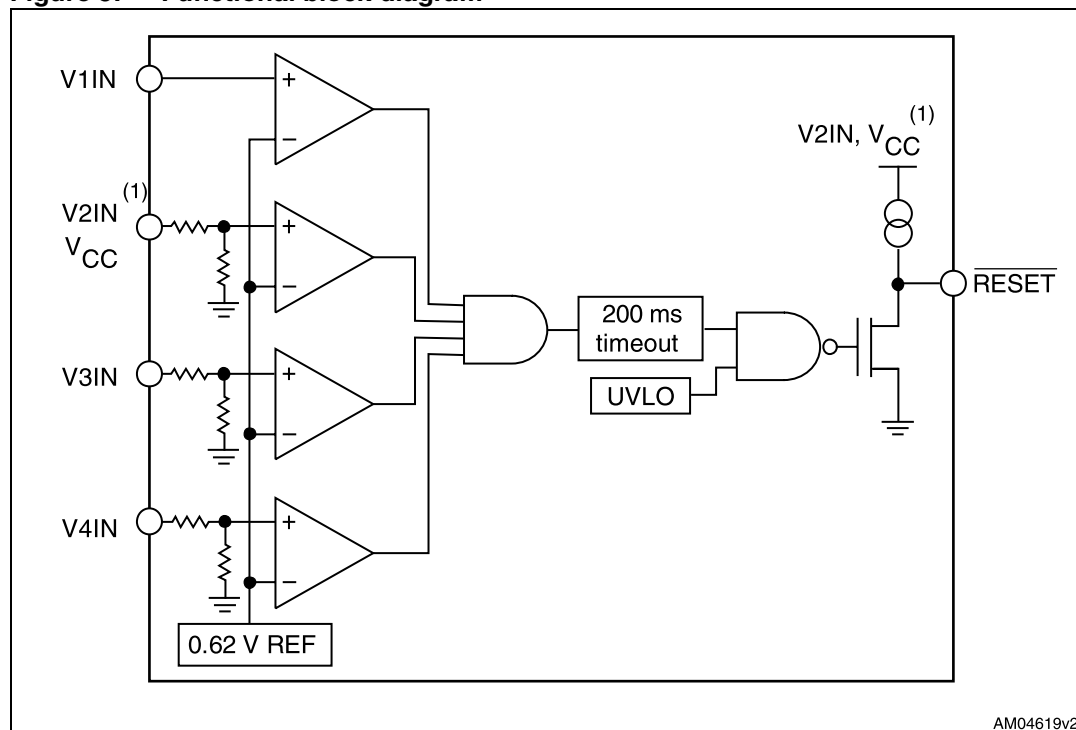 V1IN
+
−
V2IN, VCC (1)
V2IN (1)
VCC
+
−
RESET
200 ms
timeout
UVLO
V3IN
+
−
V4IN
+
−
0.62 V REF
AM04619v2